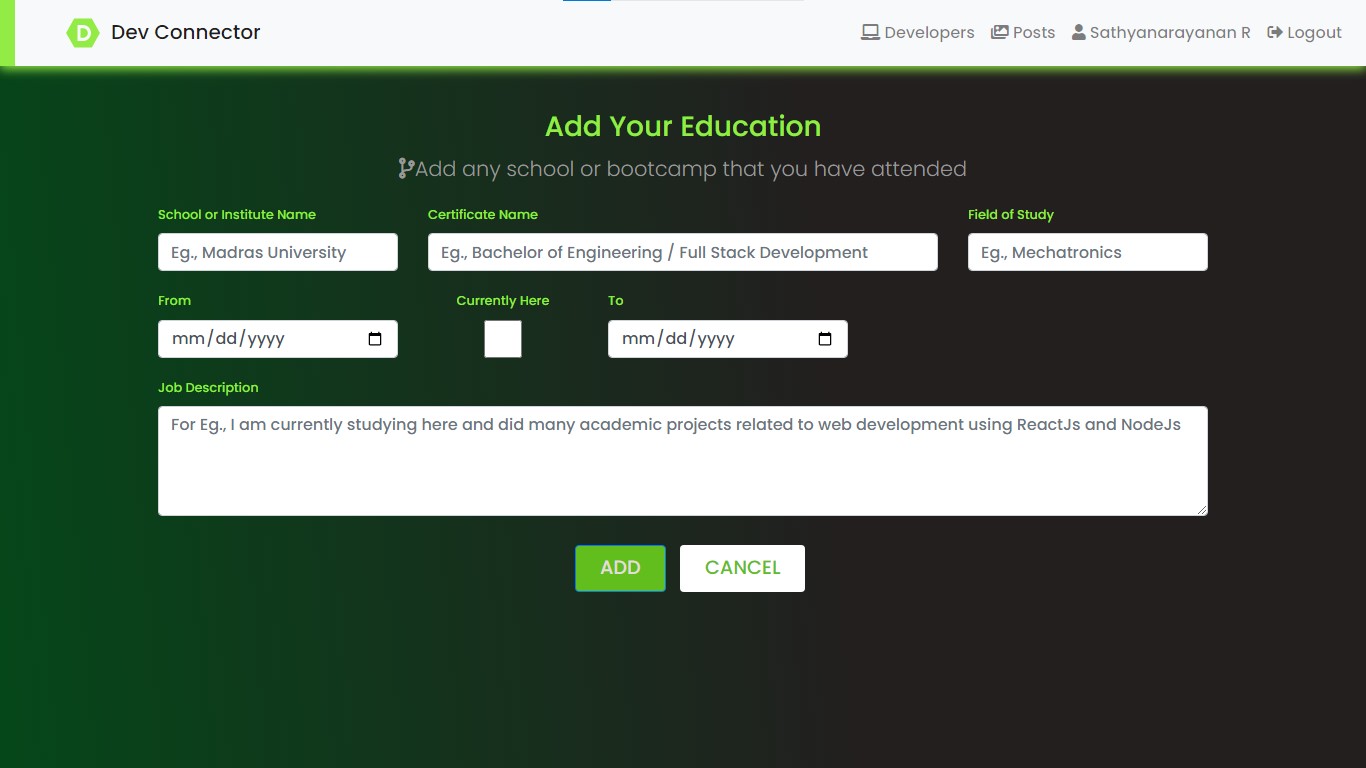 D Dev Connector Developers Posts Sathyanarayanan R Logout
Add Your Education
Add any school or bootcamp that you have attended
School or Institute Name Certificate Name Field of Study
Eg., Madras University Eg., Bachelor of Engineering / Full Stack Development Eg., Mechatronics
From Currently Here To
mm/dd/yyyy mm/dd/yyyy
Job Description
For Eg., I am currently studying here and did many academic projects related to web development using ReactJs and NodeJs
ADD CANCEL